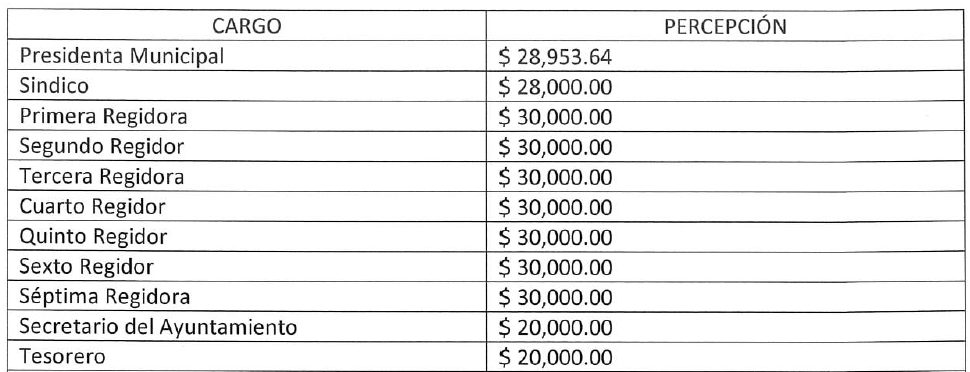 CARGO PERCEPCIÓN
Presidenta Municipal $ 28,953.64
Sindico $ 28,000.00
Primera Regidora $ 30,000.00
Segundo Regidor $ 30,000.00
Tercera Regidora $ 30,000.00
Cuarto Regidor $ 30,000.00
Quinto Regidor $ 30,000.00
Sexto Regidor $ 30,000.00
Séptima Regidora $ 30,000.00
Secretario del Ayuntamiento $ 20,000.00
Tesorero $ 20,000.00